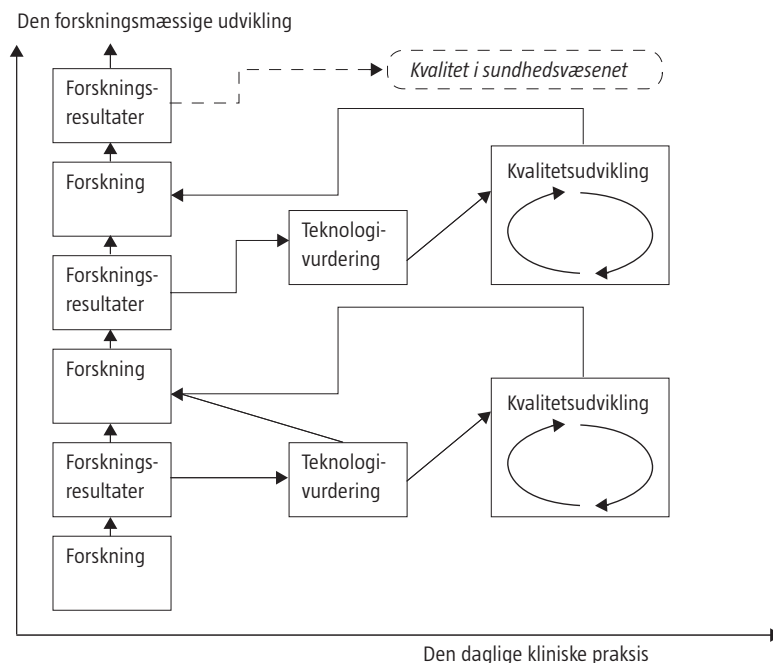 Den forskningsmæssige udvikling
Forsknings-
resultater
Kvalitet i sundhedsvæsenet
Forskning
Kvalitetsudvikling
Teknologi-
vurdering
Forsknings-
resultater
Forskning
Kvalitetsudvikling
Forsknings-
resultater
Teknologi-
vurdering
Forskning
Den daglige kliniske praksis